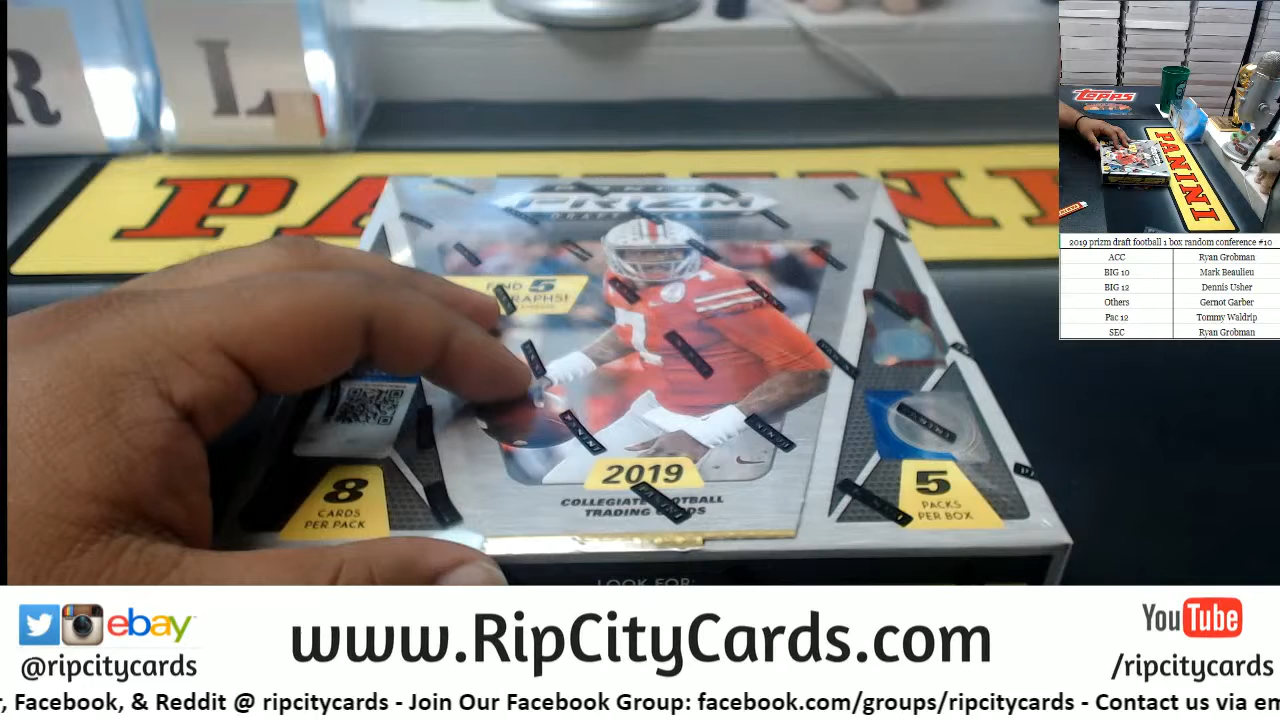 R L
PANINI
PRIZM
DRAFT PICKS
FIND 5
8
CARDS
PER PACK
2019
COLLEGIATE FOOTBALL
TRADING CARDS
5
PACKS
PER BOX
PANINI
LOOK FOR:
Topps
PANINI
2019 prizm draft football 1 box random conference #10
ACC Ryan Grobman
BIG 10 Mark Beaulieu
BIG 12 Dennis Usher
Others Gernot Garber
Pac 12 Tommy Waldrip
SEC Ryan Grobman
ebay
@ripcitycards
www.RipCityCards.com
YouTube
/ripcitycards
r, Facebook, & Reddit @ ripcitycards - Join Our Facebook Group: facebook.com/groups/ripcitycards - Contact us via em